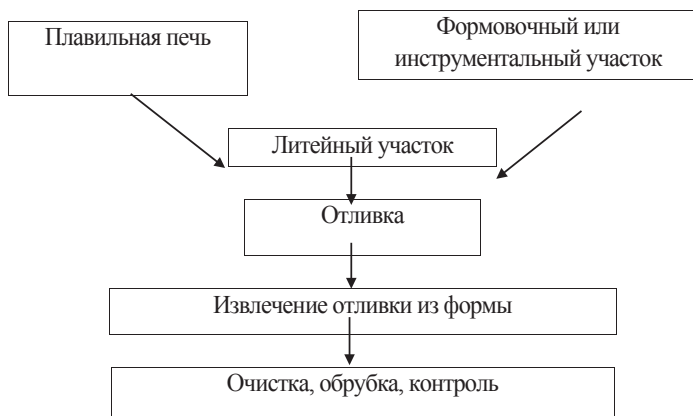 Плавильная печь
Формовочный или
инструментальный участок
Литейный участок
Отливка
Извлечение отливки из формы
Очистка, обрубка, контроль